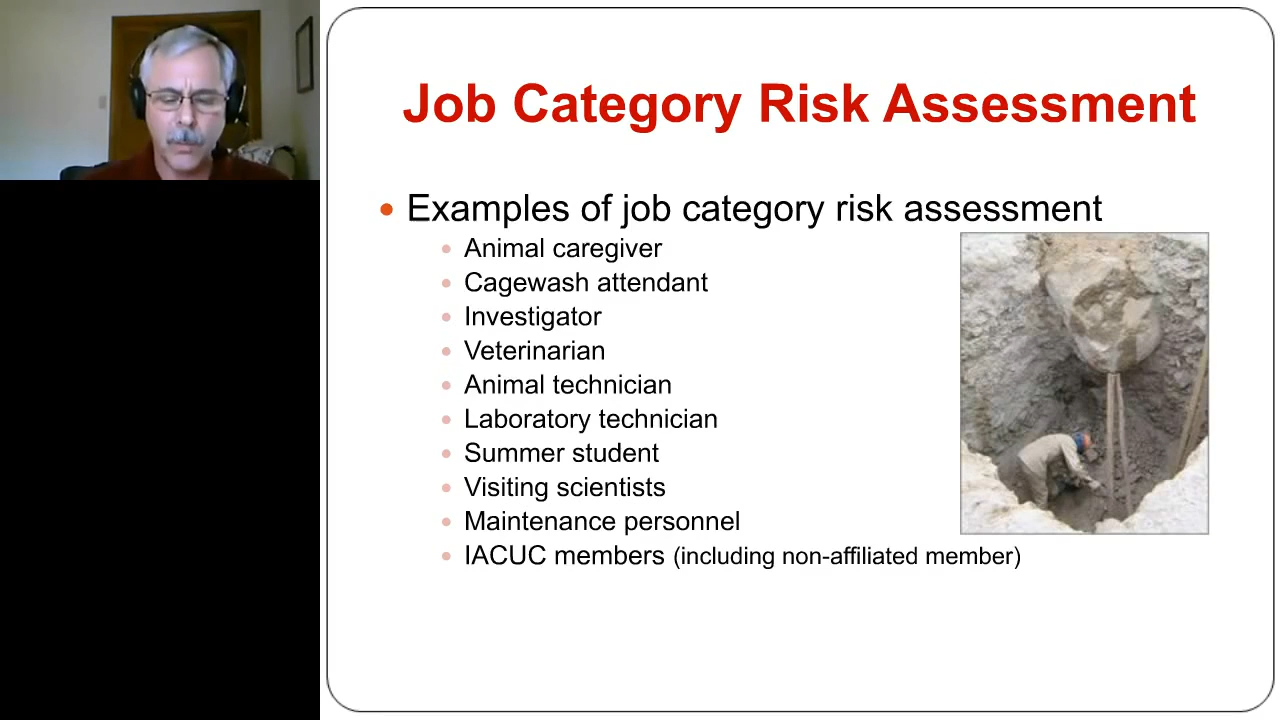 Job Category Risk Assessment
Examples of job category risk assessment
Animal caregiver
Cagewash attendant
Investigator
Veterinarian
Animal technician
Laboratory technician
Summer student
Visiting scientists
Maintenance personnel
IACUC members (including non-affiliated member)